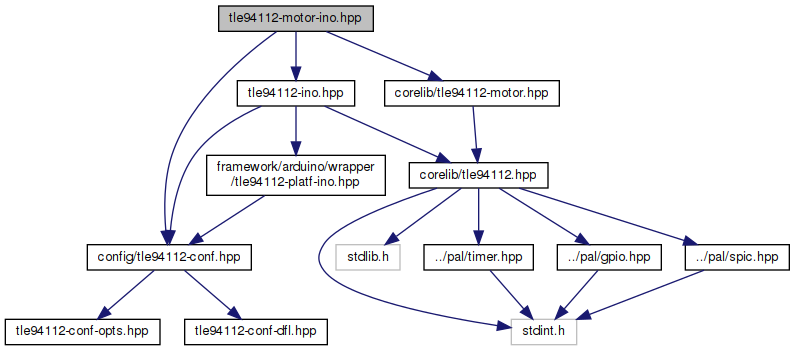 tle94112-motor-ino.hpp
tle94112-ino.hpp
corelib/tle94112-motor.hpp
framework/arduino/wrapper
/tle94112-platf-ino.hpp
corelib/tle94112.hpp
config/tle94112-conf.hpp
stdlib.h
../pal/timer.hpp
../pal/gpio.hpp
../pal/spic.hpp
tle94112-conf-opts.hpp
tle94112-conf-dfl.hpp
stdint.h